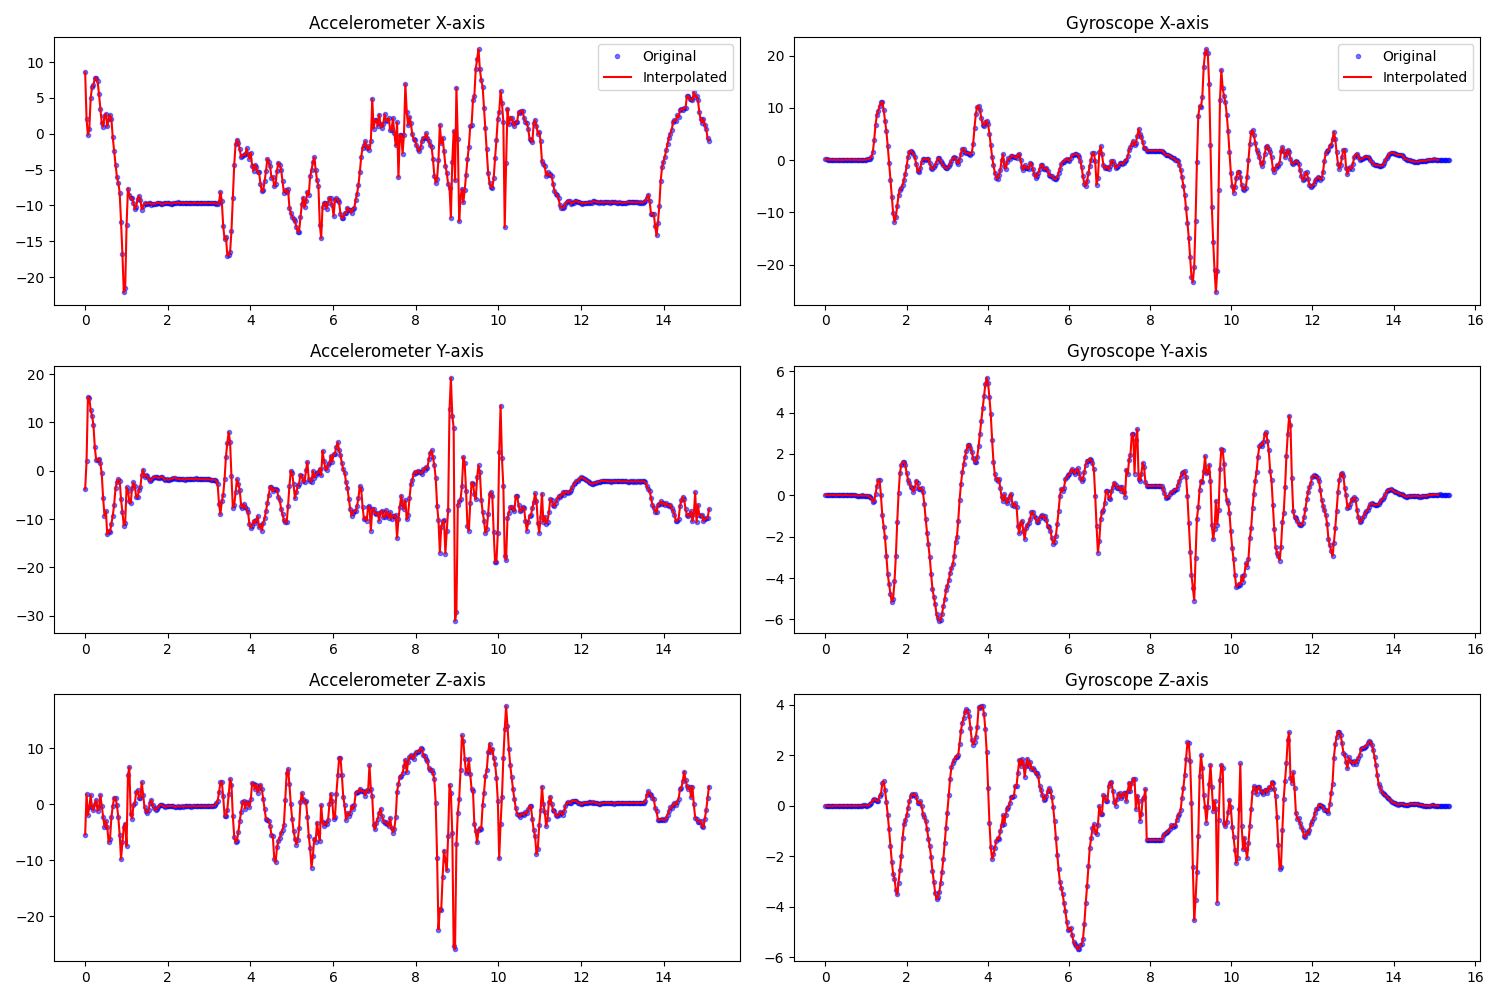 Accelerometer X-axis
10
5
0
−5
−10
−15
−20
0 2 4 6 8 10 12 14
Original
Interpolated
Gyroscope X-axis
20
10
0
−10
−20
0 2 4 6 8 10 12 14 16
Original
Interpolated
Accelerometer Y-axis
20
10
0
−10
−20
−30
0 2 4 6 8 10 12 14
Gyroscope Y-axis
6
4
2
0
−2
−4
−6
0 2 4 6 8 10 12 14 16
Accelerometer Z-axis
10
0
−10
−20
0 2 4 6 8 10 12 14
Gyroscope Z-axis
4
2
0
−2
−4
−6
0 2 4 6 8 10 12 14 16